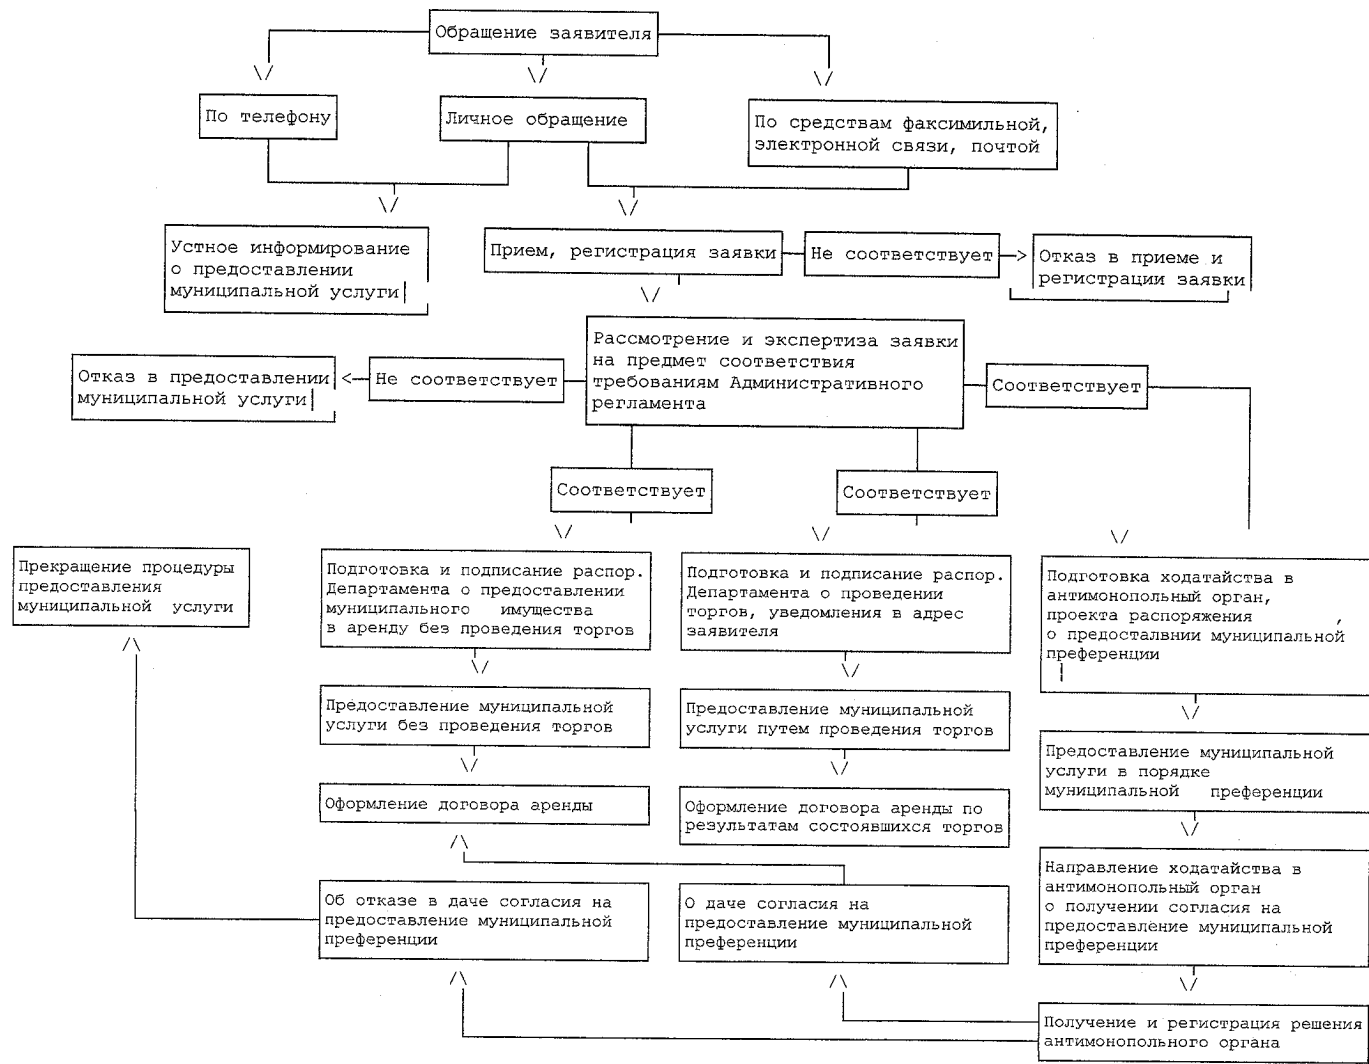 Обращение заявителя
По телефону
Личное обращение
По средствам факсимильной,
электронной связи, почтой
Устное информирование
о предоставлении
муниципальной услуги
Прием, регистрация заявки
Не соответствует
Отказ в приеме и
регистрации заявки
Рассмотрение и экспертиза заявки
на предмет соответствия
требованиям Административного
регламента
Не соответствует
Отказ в предоставлении
муниципальной услуги
Соответствует
Соответствует
Соответствует
Прекращение процедуры
предоставления
муниципальной услуги
Подготовка и подписание распор.
Департамента о предоставлении
муниципального имущества
в аренду без проведения торгов
Подготовка и подписание распор.
Департамента о проведении
торгов, уведомления в адрес
заявителя
Подготовка ходатайства в
антимонопольный орган,
проекта распоряжения ,
о предосталвнии муниципальной
преференции
Предоставление муниципальной
услуги без проведения торгов
Предоставление муниципальной
услуги путем проведения торгов
Предоставление муниципальной
услуги в порядке
муниципальной преференции
Оформление договора аренды
Оформление договора аренды по
результатам состоявшихся торгов
Направление ходатайства в
антимонопольный орган
о получении согласия на
предоставление муниципальной
преференции
Об отказе в даче согласия на
предоставление муниципальной
преференции
О даче согласия на
предоставление муниципальной
преференции
Получение и регистрация решения
антимонопольного органа